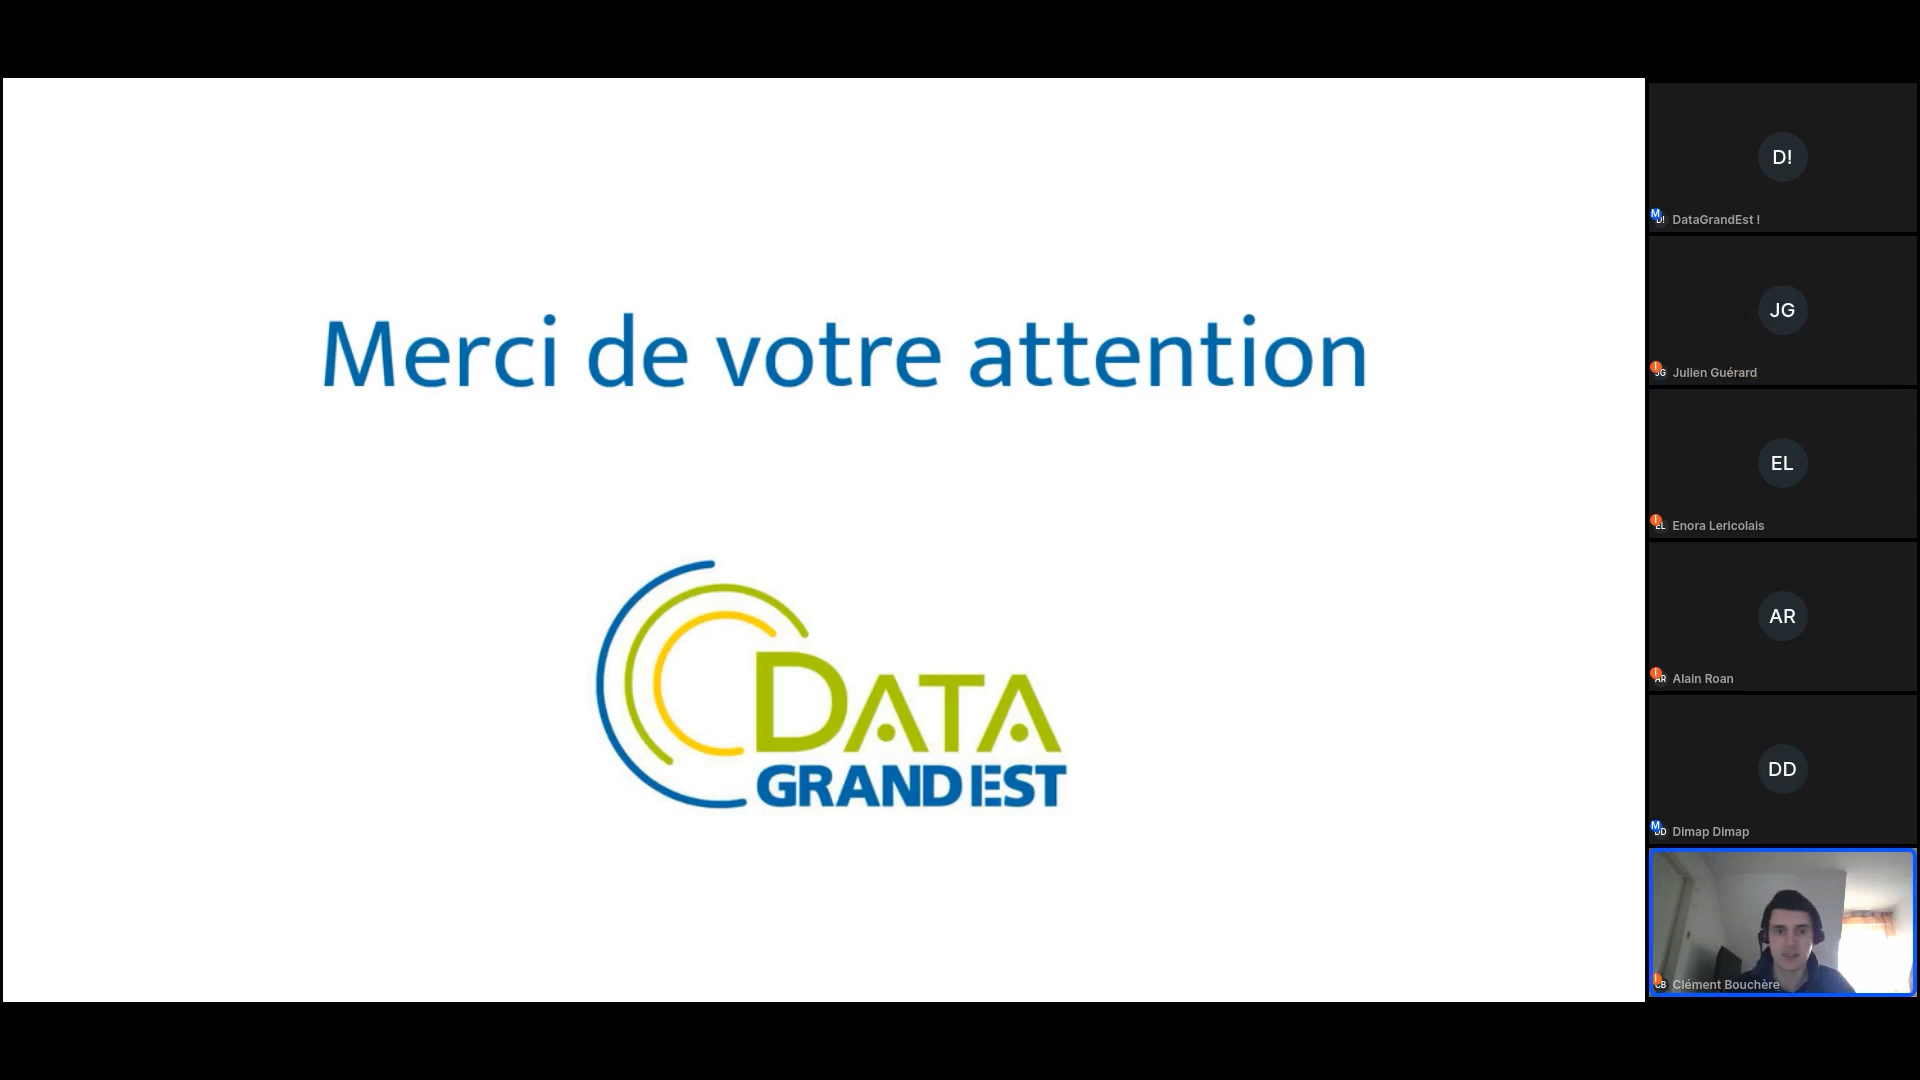 Merci de votre attention
DATA
GRAND EST
D!
M
DataGrandEst !
JG
Julien Guérard
EL
Enora Lericolais
AR
Alain Roan
DD
M
Dimap Dimap
CB
Clément Bouchère